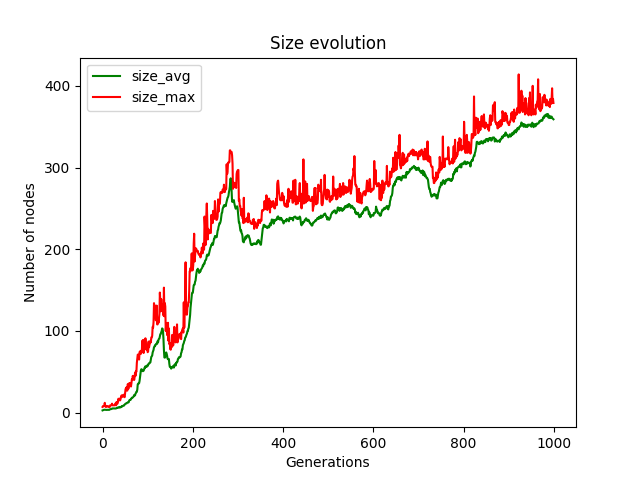 Size evolution
size_avg
size_max
Number of nodes
400
300
200
100
0
0 200 400 600 800 1000
Generations